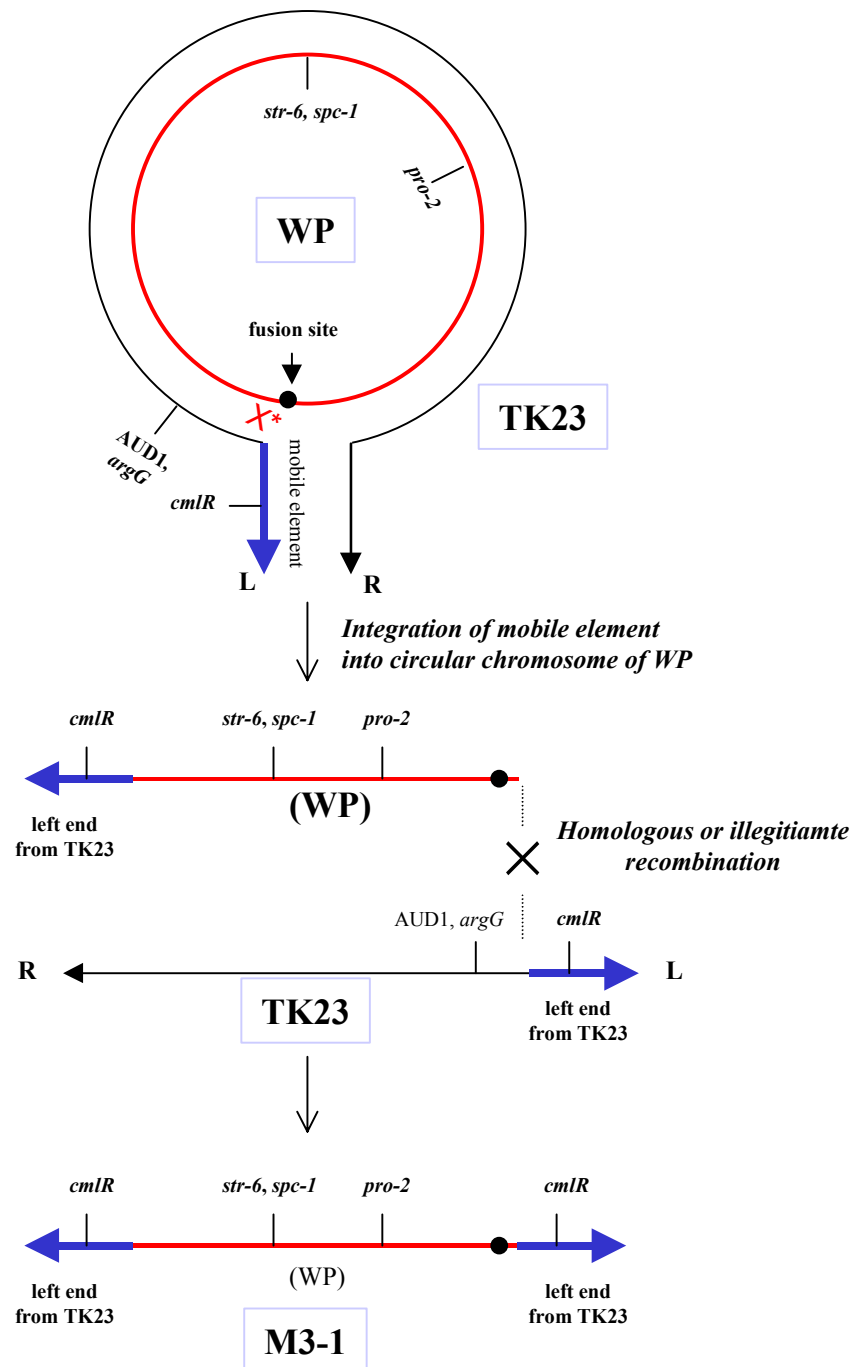 str-6, spc-1
pro-2
WP
fusion site
X*
TK23
AUD1,
argG
cmlR
mobile element
L
R
Integration of mobile element
into circular chromosome of WP
cmlR
str-6, spc-1
pro-2
(WP)
left end
from TK23
Homologous or illegitiamte
recombination
AUD1, argG
cmlR
R
L
TK23
left end
from TK23
cmlR
str-6, spc-1
pro-2
cmlR
left end
from TK23
(WP)
left end
from TK23
M3-1